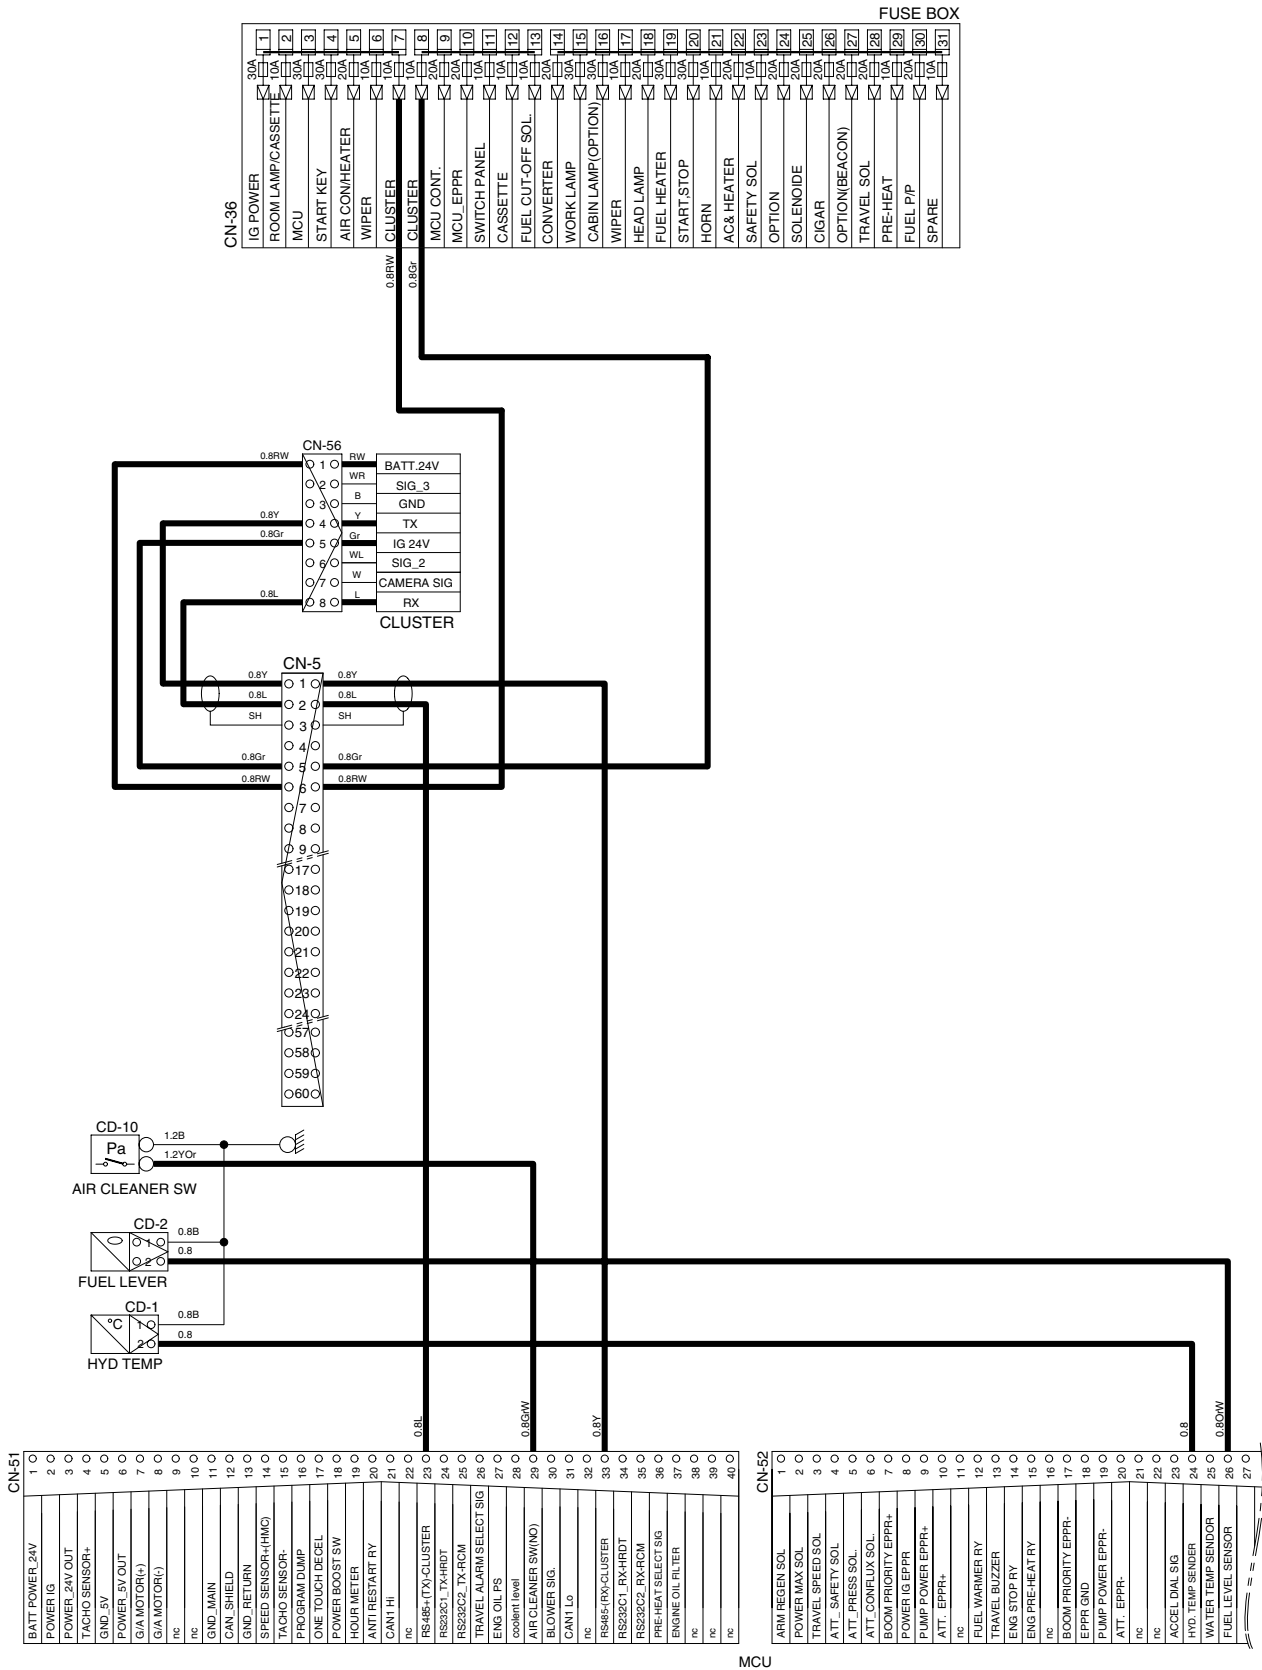 FUSE BOX
CN-36
1 2 3 4 5 6 7 8 9 10 11 12 13 14 15 16 17 18 19 20 21 22 23 24 25 26 27 28 29 30 31
30A 10A 30A 30A 20A 10A 10A 10A 20A 20A 10A 10A 10A 20A 30A 30A 10A 20A 20A 10A 10A 20A 20A 20A 10A 10A 20A 20A 10A 20A 10A
IG POWER
ROOM LAMP/CASSETTE
MCU
START KEY
AIR CON/HEATER
WIPER
CLUSTER
CLUSTER
MCU CONT.
MCU_EPPR
SWITCH PANEL
CASSETTE
FUEL CUT-OFF SOL.
CONVERTER
WORK LAMP
CABIN LAMP(OPTION)
WIPER
HEAD LAMP
FUEL HEATER
START,STOP
HORN
AC& HEATER
SAFETY SOL
OPTION
SOLENOIDE
CIGAR
OPTION(BEACON)
TRAVEL SOL
PRE-HEAT
FUEL P/P
SPARE
0.8RW
0.8Gr
CN-56
0.8RW 1 RW BATT.24V
2 WR SIG_3
3 B GND
0.8Y 4 Y TX
0.8Gr 5 Gr IG 24V
6 WL SIG_2
7 W CAMERA SIG
0.8L 8 L RX
CLUSTER
CN-5
0.8Y 1 0.8Y
0.8L 2 0.8L
SH 3 SH
4
0.8Gr 5 0.8Gr
0.8RW 6 0.8RW
7
8
9
17
18
19
20
21
22
23
24
57
58
59
60
CD-10
Pa
1.2B
1.2YOr
AIR CLEANER SW
CD-2
1 0.8B
2 0.8
FUEL LEVER
CD-1
°C
1 0.8B
2 0.8
HYD TEMP
0.8L
0.8GrW
0.8Y
0.8
0.8OrW
CN-51
1 BATT POWER_24V
2 POWER IG
3 POWER_24V OUT
4 TACHO SENSOR+
5 GND_5V
6 POWER_5V OUT
7 G/A MOTOR(+)
8 G/A MOTOR(-)
9 nc
10 nc
11 GND_MAIN
12 CAN_SHIELD
13 GND_RETURN
14 SPEED SENSOR+(HMC)
15 TACHO SENSOR-
16 PROGRAM DUMP
17 ONE TOUCH DECEL
18 POWER BOOST SW
19 HOUR METER
20 ANTI RESTART RY
21 CAN1 Hi
22 nc
23 RS485+(TX)-CLUSTER
24 RS232C1_TX-HRDT
25 RS232C2_TX-RCM
26 TRAVEL ALARM SELECT SIG
27 ENG OIL PS
28 coolent level
29 AIR CLEANER SW(NO)
30 BLOWER SIG.
31 CAN1 Lo
32 nc
33 RS485-(RX)-CLUSTER
34 RS232C1_RX-HRDT
35 RS232C2_RX-RCM
36 PRE-HEAT SELECT SIG
37 ENGINE OIL FILTER
38 nc
39 nc
40 nc
CN-52
1 ARM REGEN SOL
2 POWER MAX SOL
3 TRAVEL SPEED SOL
4 ATT_ SAFETY SOL
5 ATT_PRESS SOL.
6 ATT_CONFLUX SOL.
7 BOOM PRIORITY EPPR+
8 POWER IG EPPR
9 PUMP POWER EPPR+
10 ATT. EPPR+
11 nc
12 FUEL WARMER RY
13 TRAVEL BUZZER
14 ENG STOP RY
15 ENG PRE-HEAT RY
16 nc
17 BOOM PRIORITY EPPR-
18 EPPR GND
19 PUMP POWER EPPR-
20 ATT. EPPR-
21 nc
22 nc
23 ACCEL DIAL SIG
24 HYD. TEMP SENDER
25 WATER TEMP SENDOR
26 FUEL LEVEL SENSOR
27
MCU